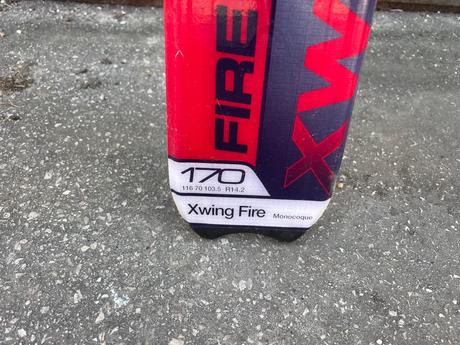 FIRE
XW
170
116 70 103.5 R14.2
Xwing Fire Monocoque